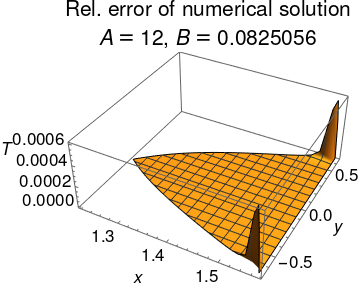 Rel. error of numerical solution
A = 12, B = 0.0825056
T
0.0006
0.0004
0.0002
0.0000
1.3
1.4
1.5
x
0.5
0.0
−0.5
y